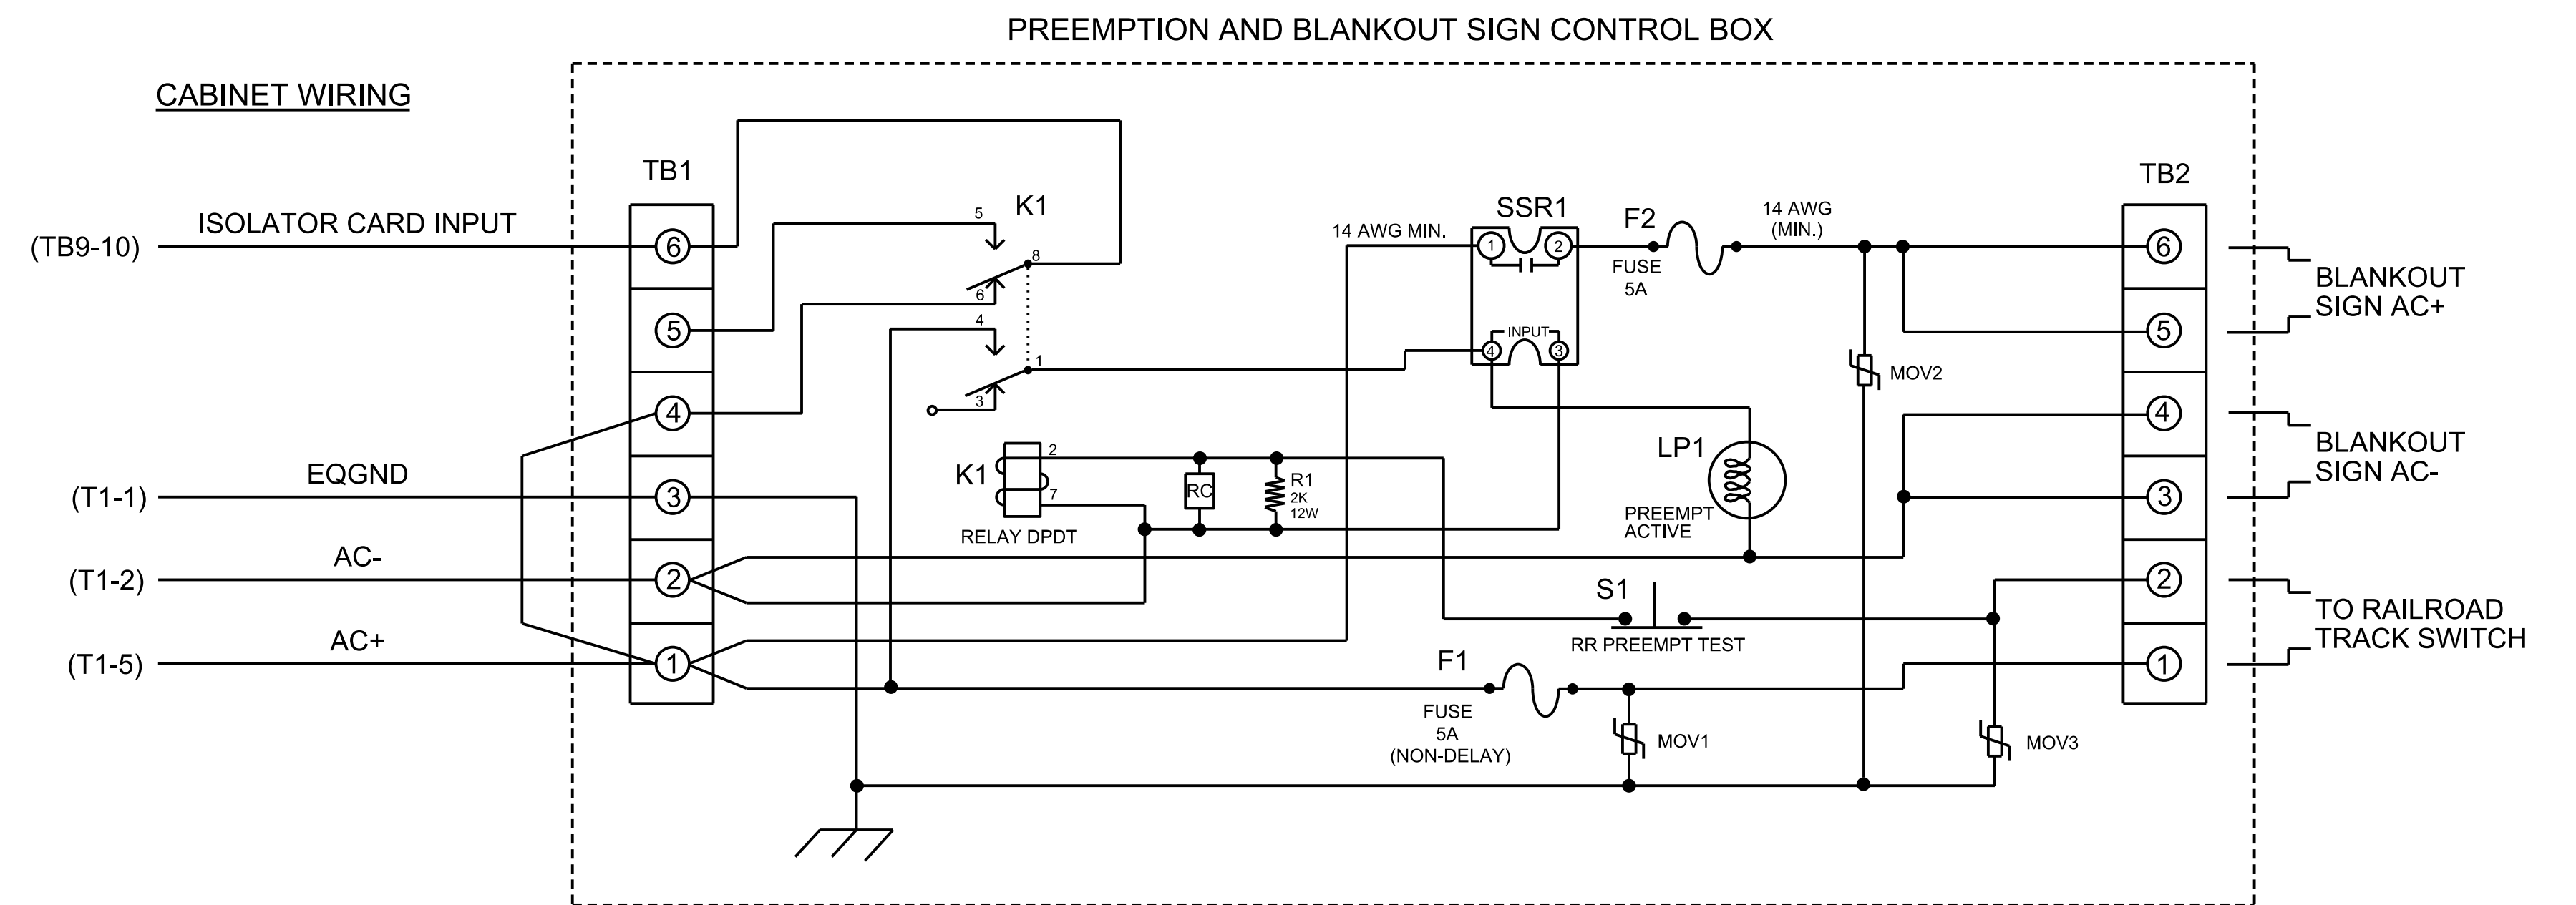 PREEMPTION AND BLANKOUT SIGN CONTROL BOX
CABINET WIRING
TB1
TB2
(TB9-10)
ISOLATOR CARD INPUT
(T1-1)
EQGND
(T1-2)
AC-
(T1-5)
AC+
6
5
4
3
2
1
K1
5
8
6
4
1
3
K1
2
7
RELAY DPDT
RC
R1
2K
12W
14 AWG MIN.
SSR1
1
2
INPUT
4
3
F2
FUSE
5A
14 AWG
(MIN.)
MOV2
LP1
PREEMPT
ACTIVE
S1
RR PREEMPT TEST
F1
FUSE
5A
(NON-DELAY)
MOV1
MOV3
6
5
4
3
2
1
BLANKOUT
SIGN AC+
BLANKOUT
SIGN AC-
TO RAILROAD
TRACK SWITCH